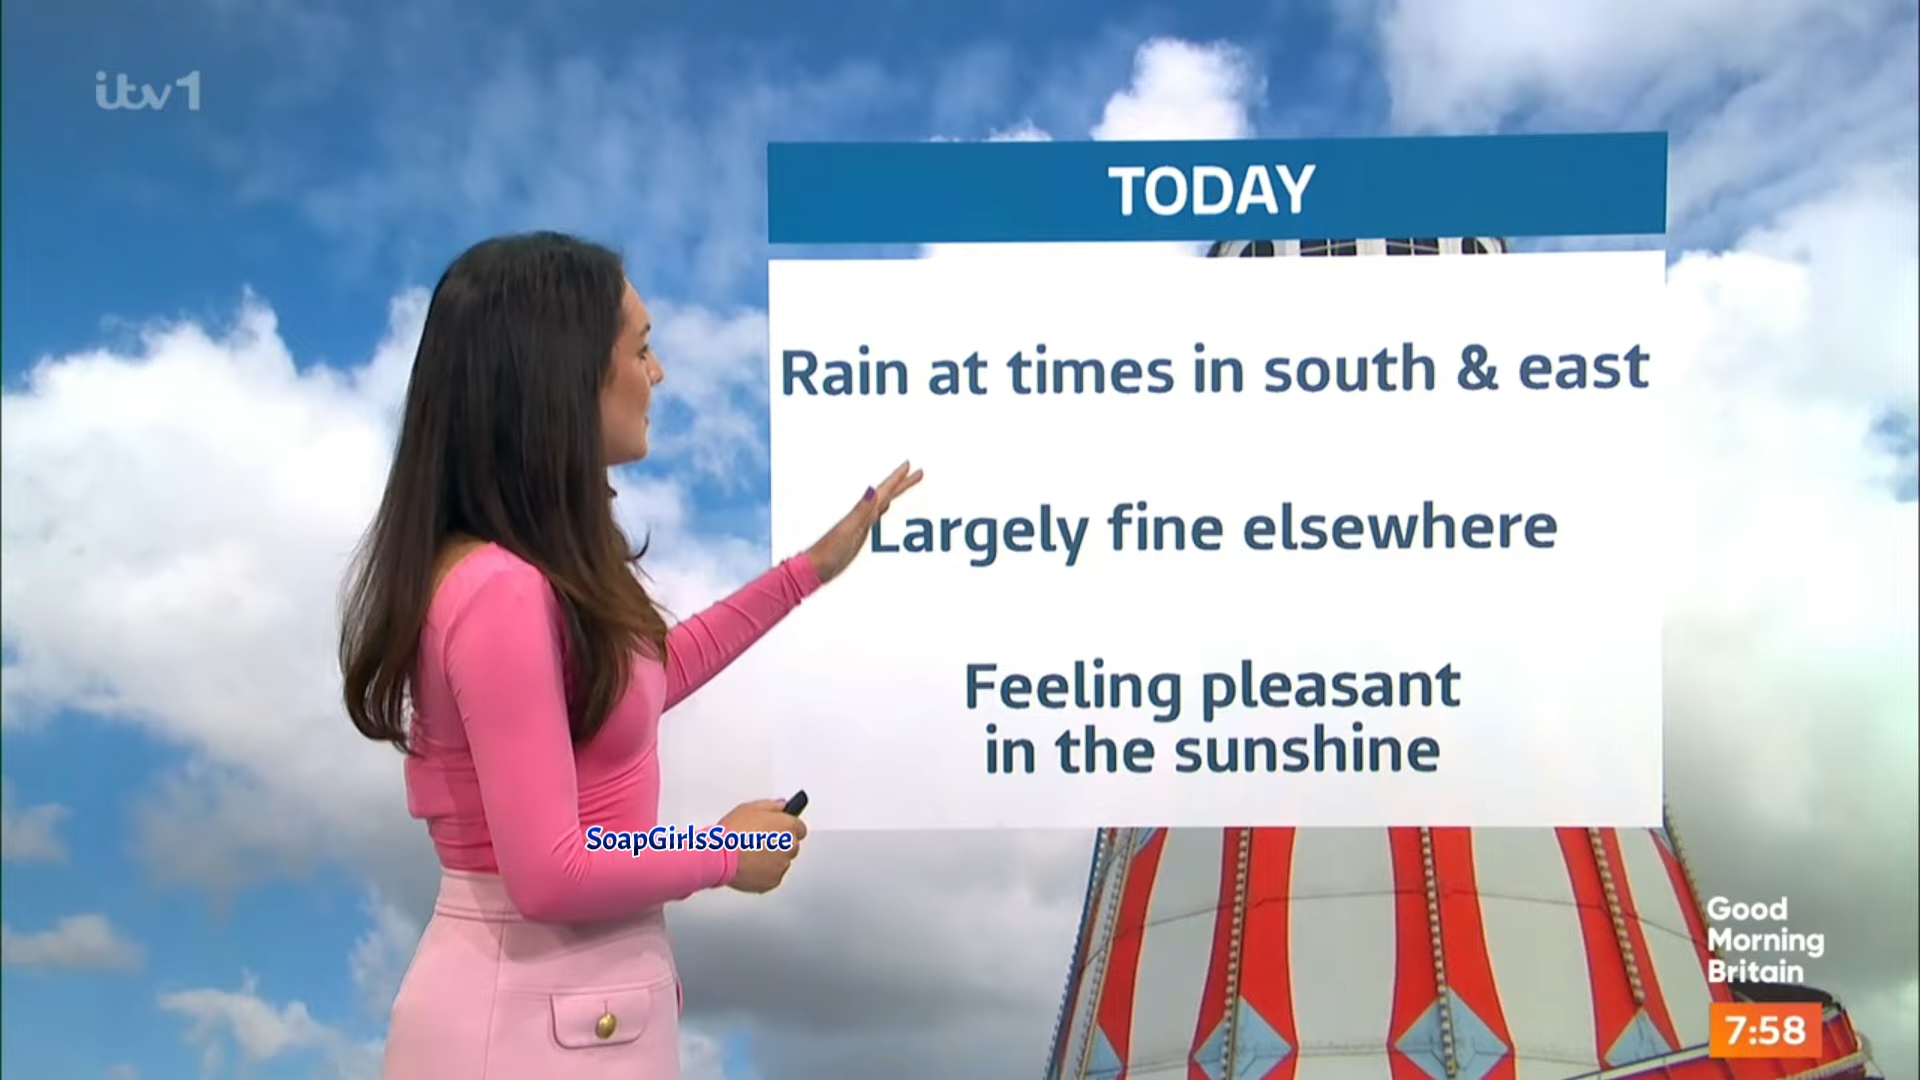 itv1
TODAY
Rain at times in south & east
Largely fine elsewhere
Feeling pleasant
in the sunshine
SoapGirlsSource
Good
Morning
Britain
7:58